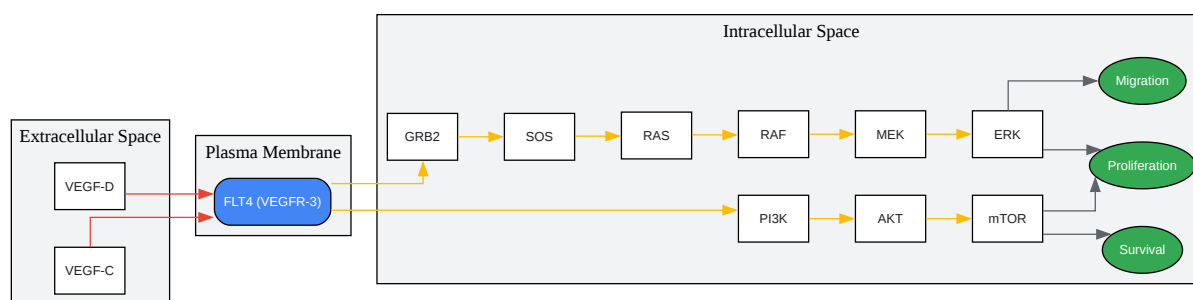 Extracellular Space
VEGF-D
VEGF-C
Plasma Membrane
FLT4 (VEGFR-3)
Intracellular Space
GRB2
SOS
RAS
RAF
MEK
ERK
PI3K
AKT
mTOR
Migration
Proliferation
Survival